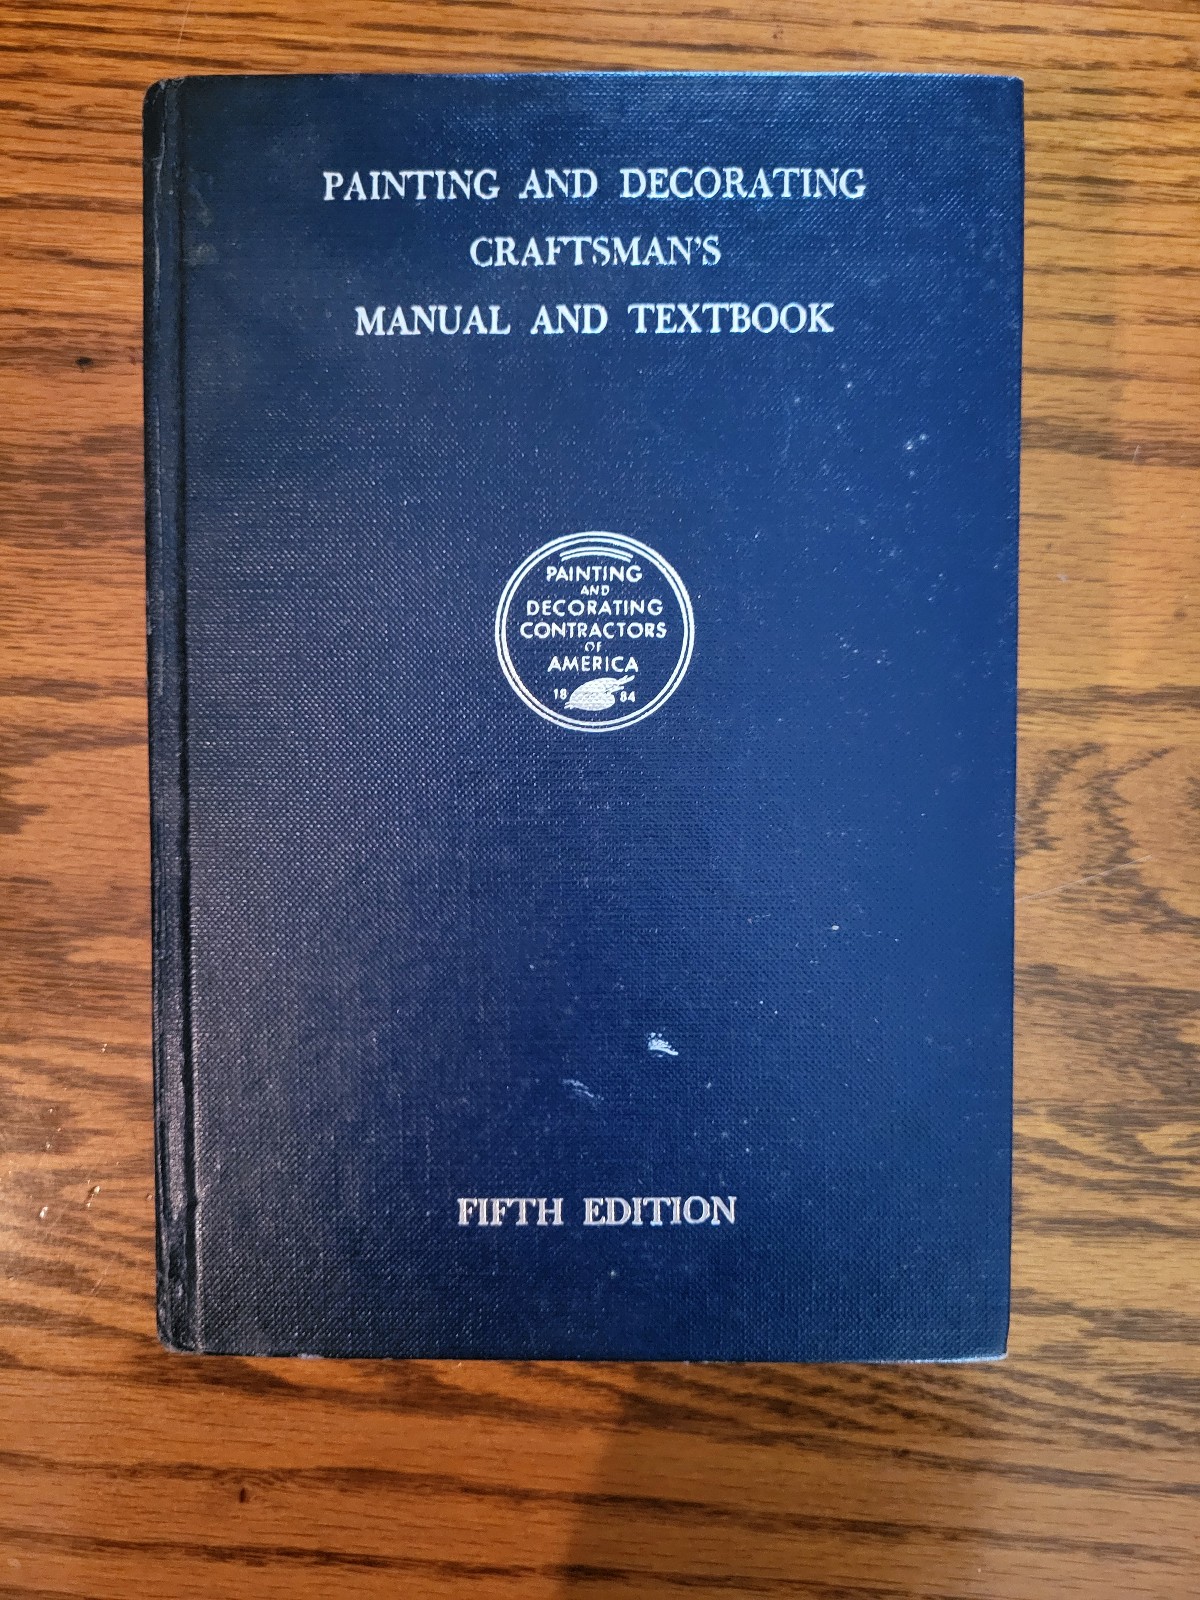 PAINTING AND DECORATING
CRAFTSMAN'S
MANUAL AND TEXTBOOK
PAINTING
AND
DECORATING
CONTRACTORS
OF
AMERICA
18 84
FIFTH EDITION